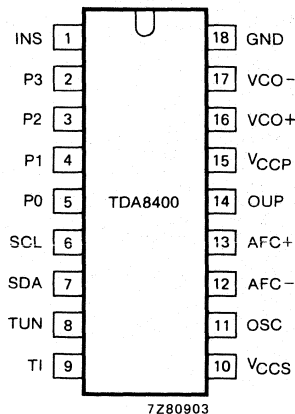 INS 1 18 GND
P3 2 17 VCO−
P2 3 16 VCO+
P1 4 15 VCCP
P0 5 TDA8400 14 OUP
SCL 6 13 AFC+
SDA 7 12 AFC−
TUN 8 11 OSC
TI 9 10 VCCS
7Z80903